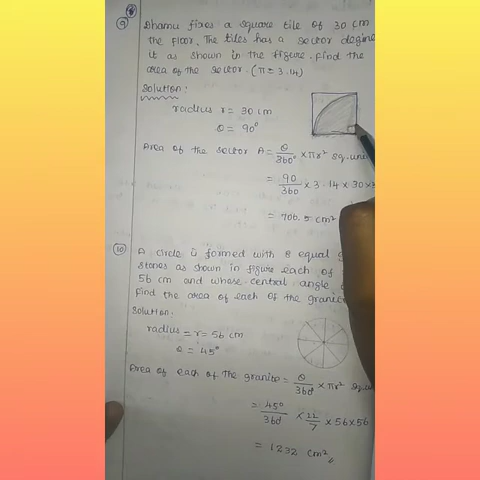 9) Dhamu fixes a square tile of 30 cm
the floor. The tiles has a sector design
it as shown in the figure. Find the
area of the sector. (π = 3.14)
Solution:
radius r = 30 cm
θ = 90°
Area of the sector A = θ/360° × πr² sq. uni
= 90/360 × 3.14 × 30 ×
= 706.5 cm²
10) A circle is formed with 8 equal g
stones as shown in figure each of
56 cm and whose central angle
Find the area of each of the granite
Solution:
radius = r = 56 cm
θ = 45°
Area of each of the granite = θ/360 × πr² sq.
= 45°/360 × 22/7 × 56×56
= 1232 cm²